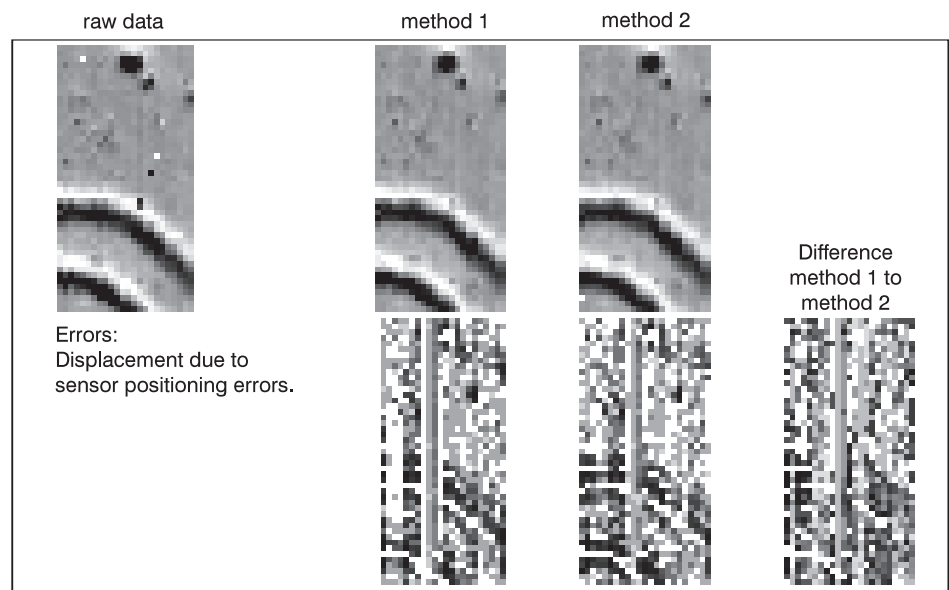 raw data
method 1
method 2
Difference
method 1 to
method 2
Errors:
Displacement due to
sensor positioning errors.